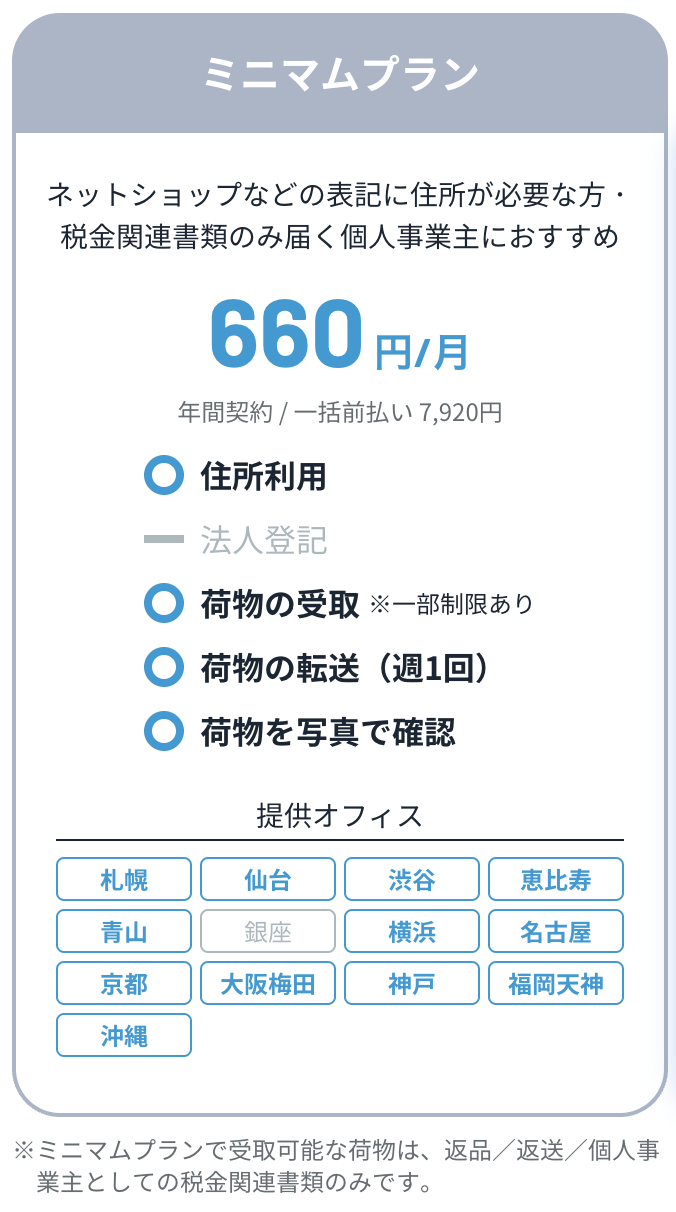 ミニマムプラン
ネットショップなどの表記に住所が必要な方・
税金関連書類のみ届く個人事業主におすすめ
660 円/月
年間契約 / 一括前払い 7,920円
住所利用
法人登記
荷物の受取 ※一部制限あり
荷物の転送（週1回）
荷物を写真で確認
提供オフィス
札幌 仙台 渋谷 恵比寿
青山 銀座 横浜 名古屋
京都 大阪梅田 神戸 福岡天神
沖縄
※ミニマムプランで受取可能な荷物は、返品／返送／個人事
業主としての税金関連書類のみです。